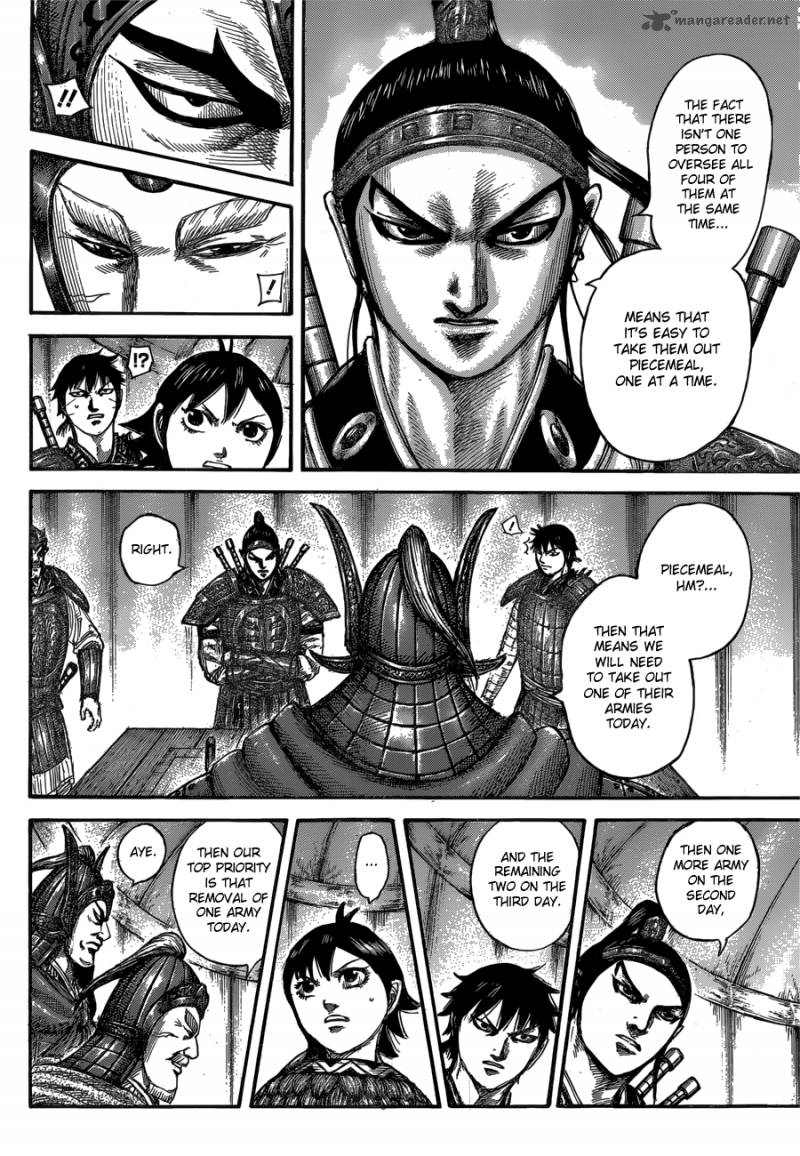 mangareader.net
THE FACT
THAT THERE
ISN'T ONE
PERSON TO
OVERSEE ALL
FOUR OF
THEM AT
THE SAME
TIME...
MEANS THAT
IT'S EASY TO
TAKE THEM OUT
PIECEMEAL,
ONE AT A TIME.
!!
!
!?
PIECEMEAL,
HM?...
THEN THAT
MEANS WE
WILL NEED
TO TAKE OUT
ONE OF THEIR
ARMIES
TODAY.
!
RIGHT.
THEN ONE
MORE ARMY
ON THE
SECOND
DAY,
AND THE
REMAINING
TWO ON THE
THIRD DAY.
...
THEN OUR
TOP PRIORITY
IS THAT
REMOVAL OF
ONE ARMY
TODAY.
AYE.